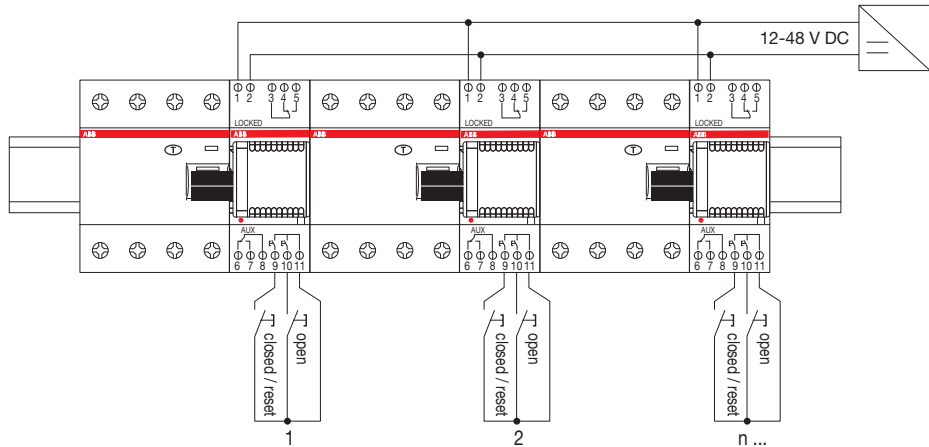 12-48 V DC
1 2 3 4 5
1 2 3 4 5
1 2 3 4 5
LOCKED
LOCKED
LOCKED
ABB
ABB
ABB
ABB
ABB
ABB
T
T
T
AUX
AUX
AUX
6 7 8 9 10 11
6 7 8 9 10 11
6 7 8 9 10 11
closed / reset
open
closed / reset
open
closed / reset
open
1
2
n ...